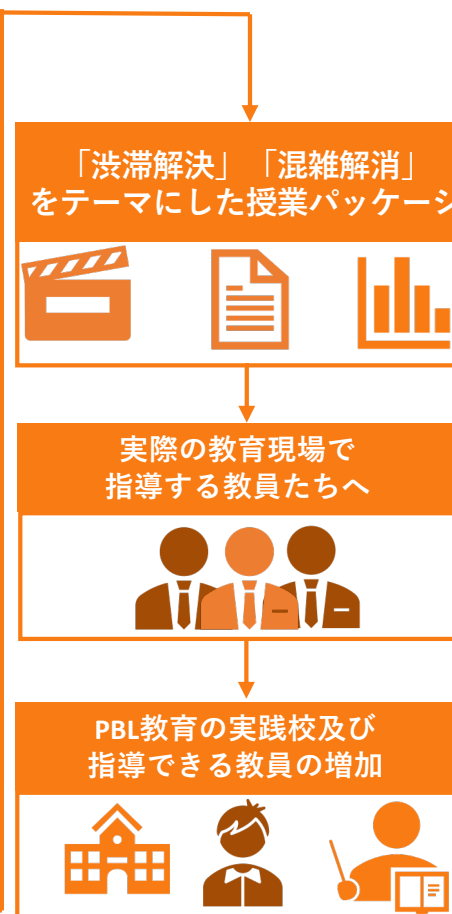 「渋滞解決」「混雑解消」
をテーマにした授業パッケージ
実際の教育現場で
指導する教員たちへ
PBL教育の実践校及び
指導できる教員の増加